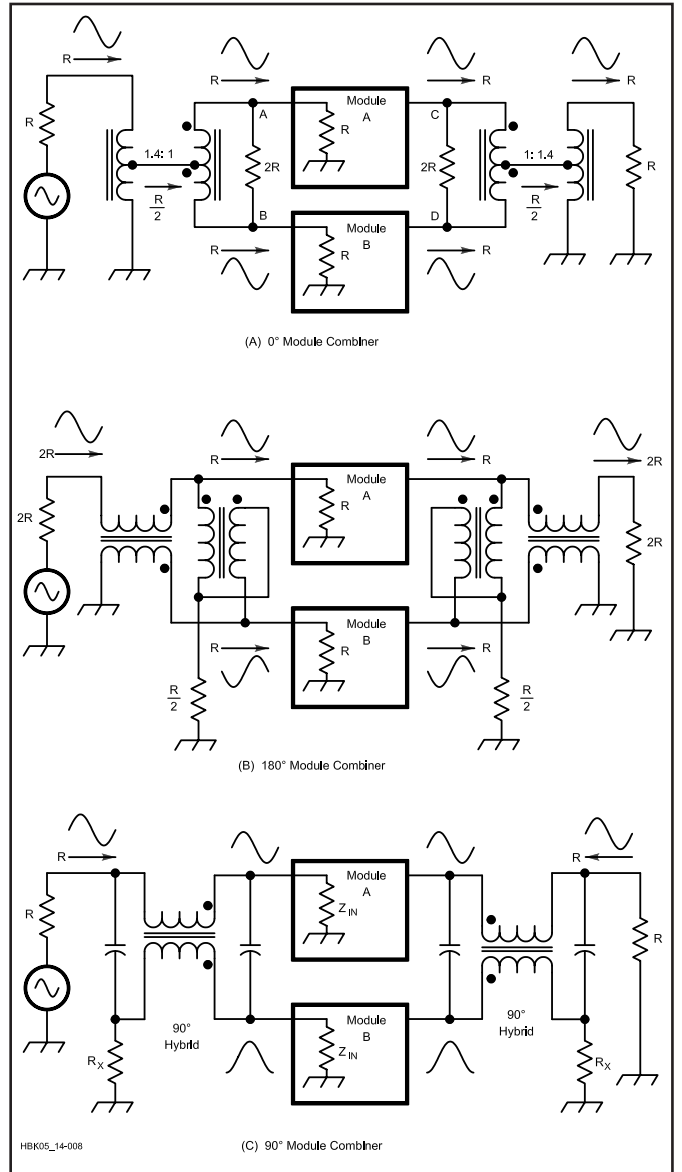 R
R
R
R
R
1.4: 1
R/2
A
2R
B
Module
A
R
C
2R
D
1: 1.4
R/2
R
R
Module
B
R
R
(A) 0° Module Combiner
2R
R
R
2R
2R
Module
A
R
2R
R
Module
B
R
R
R/2
R/2
(B) 180° Module Combiner
R
R
R
Module
A
Z IN
R
90°
Hybrid
Module
B
Z IN
90°
Hybrid
R X
R X
HBK05_14-008
(C) 90° Module Combiner